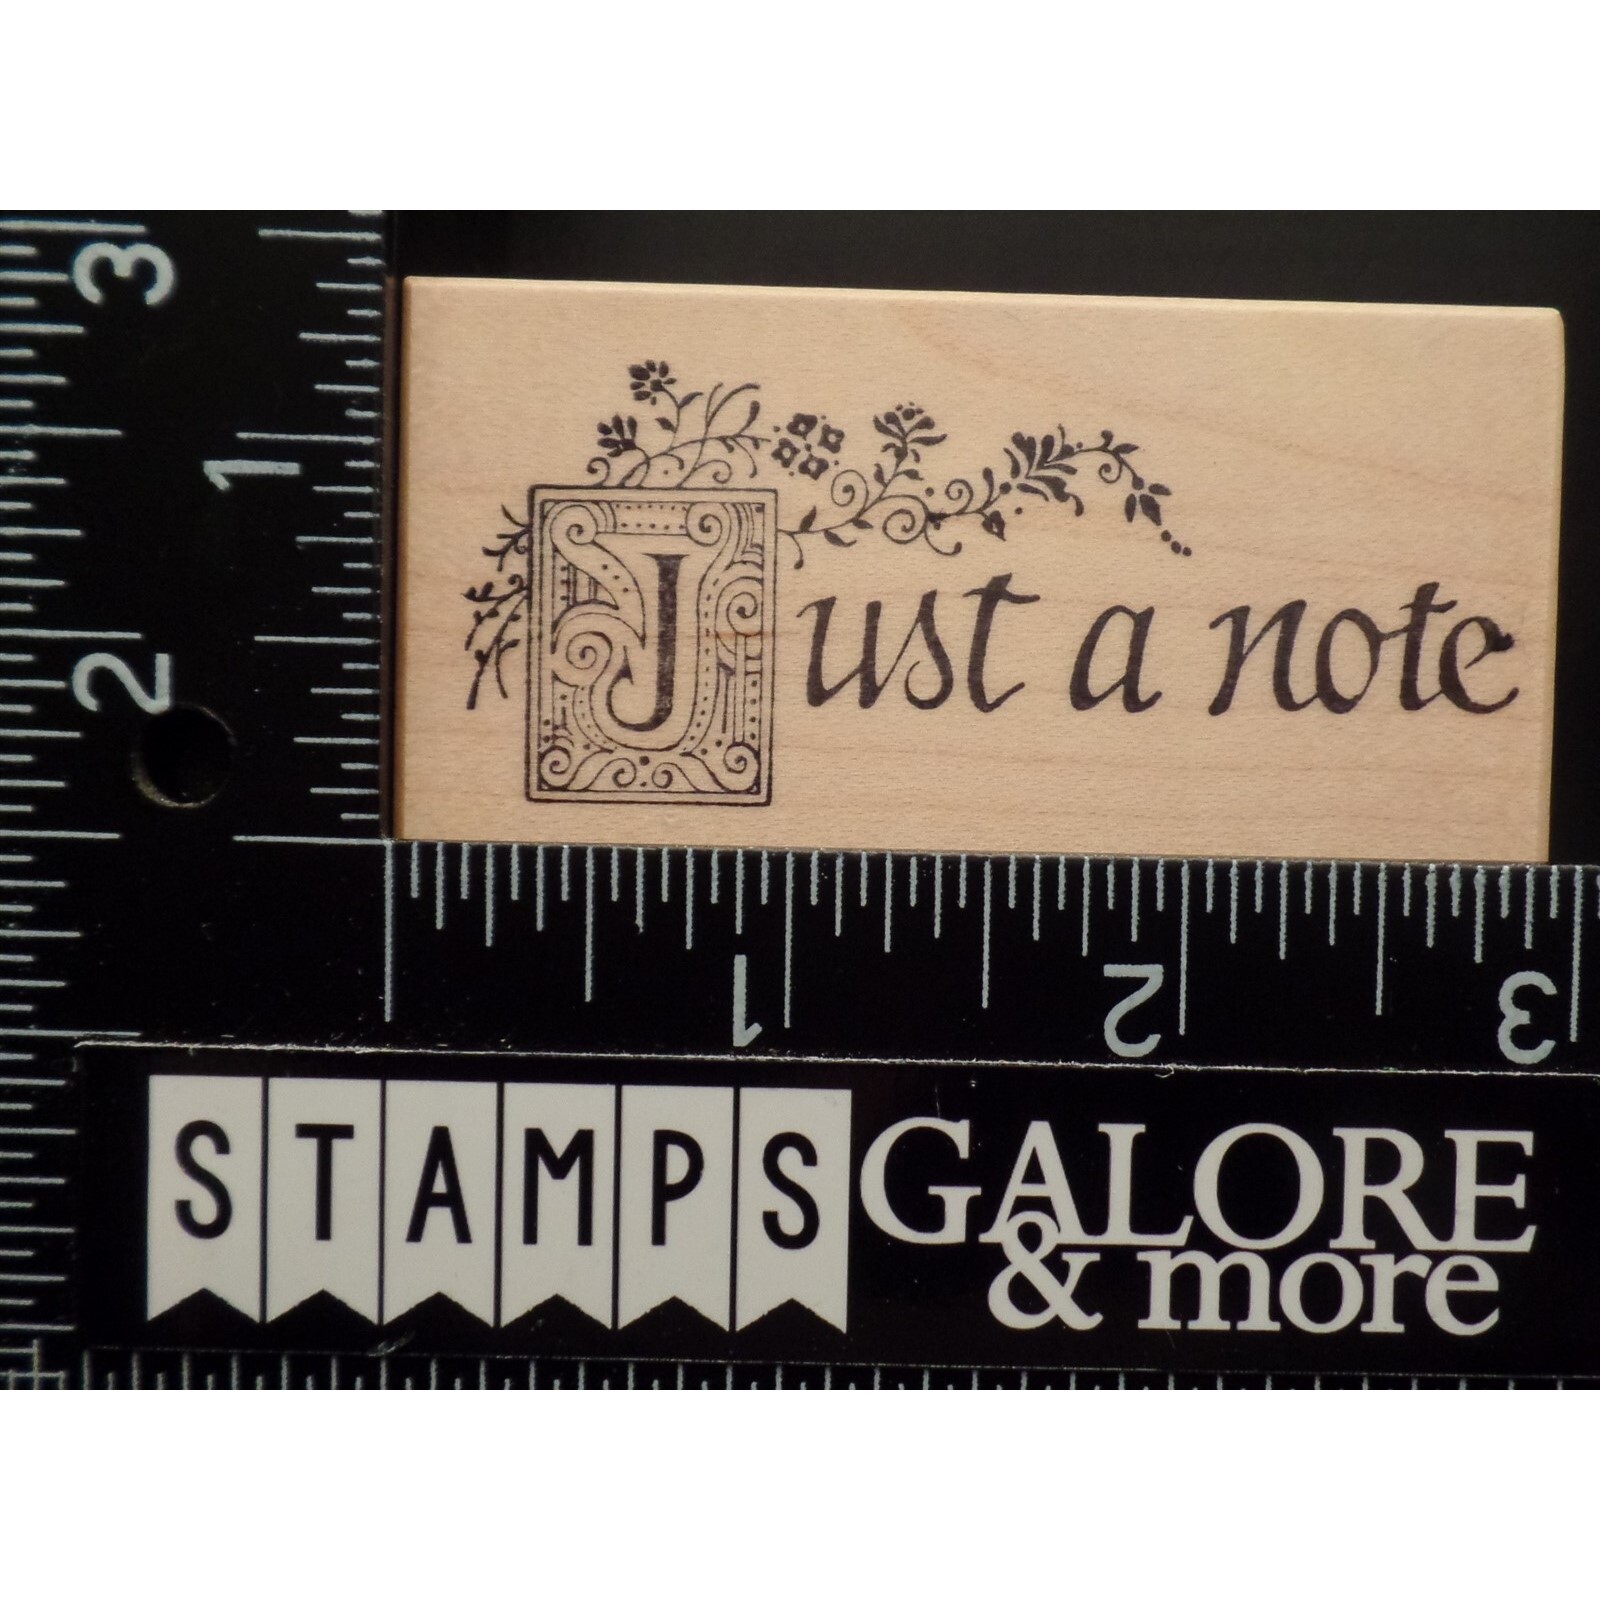 3
1
Just a note
2
1 2 3
STAMPS GALORE
& more